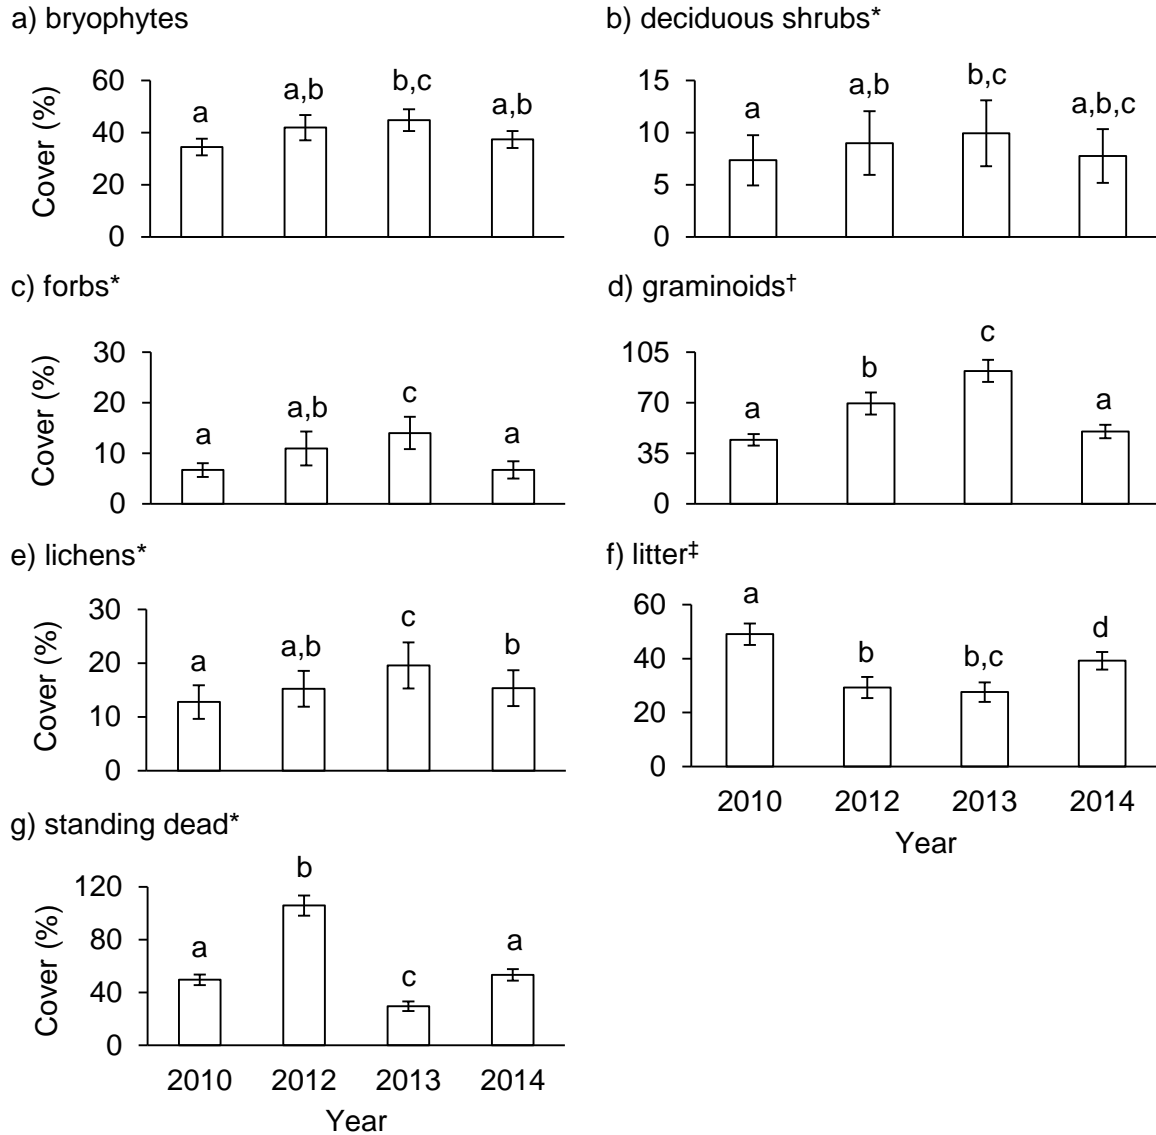 a) bryophytes
Cover (%)
60
40
20
0
a
a,b
b,c
a,b
b) deciduous shrubs*
15
10
5
0
a
a,b
b,c
a,b,c
c) forbs*
Cover (%)
30
20
10
0
a
a,b
c
a
d) graminoids†
105
70
45
0
a
b
c
a
e) lichens*
Cover (%)
30
20
10
0
a
a,b
c
b
f) litter‡
60
40
20
0
a
b
b,c
d
2010 2012 2013 2014
Year
g) standing dead*
Cover (%)
120
80
40
0
a
b
c
a
2010 2012 2013 2014
Year